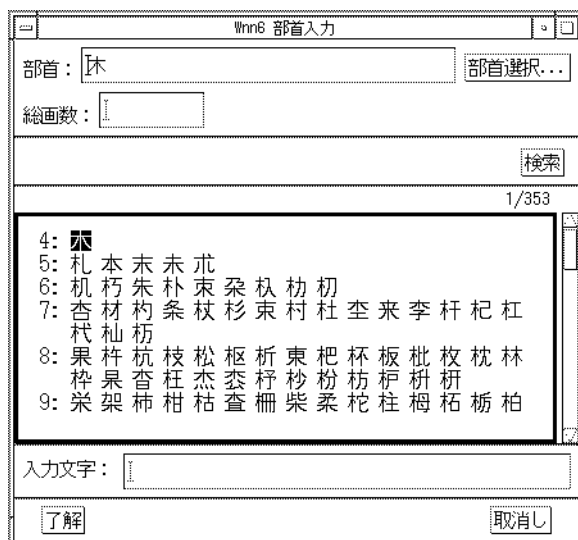 Wnn6 部首入力
部首： 木 部首選択...
総画数：
検索
1/353
4: 木
5: 札 本 末 未 朮
6: 机 朽 朱 朴 朿 朶 朳 朸 朷
7: 杏 材 杓 条 杖 杉 束 村 杜 杢 来 李 杆 杞 杠
杙 杣 杤
8: 果 杵 杭 枝 松 枢 析 東 杷 杯 板 枇 枚 枕 林
枠 杲 杳 枉 杰 枩 杼 杪 枌 枋 枦 枡 枅
9: 栄 架 柿 柑 枯 査 柵 柴 柔 柁 柱 栂 柘 栃 柏
入力文字：
了解 取消し